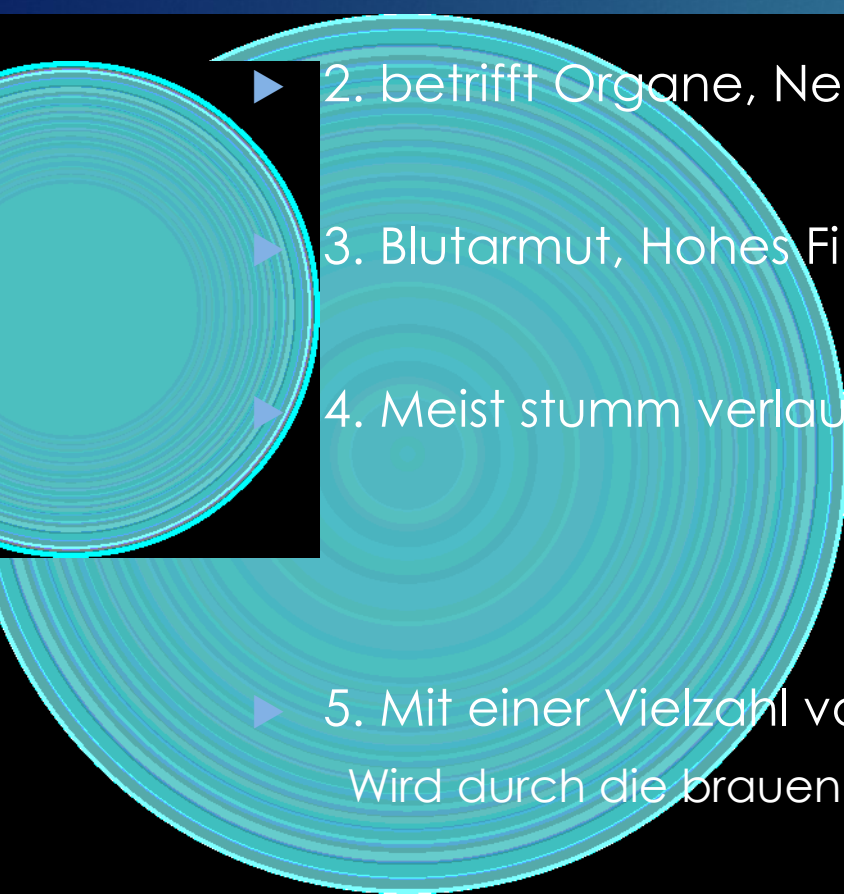 2. betrifft Organe, Ne
3. Blutarmut, Hohes Fi
4. Meist stumm verlau
5. Mit einer Vielzahl vo
Wird durch die brauen